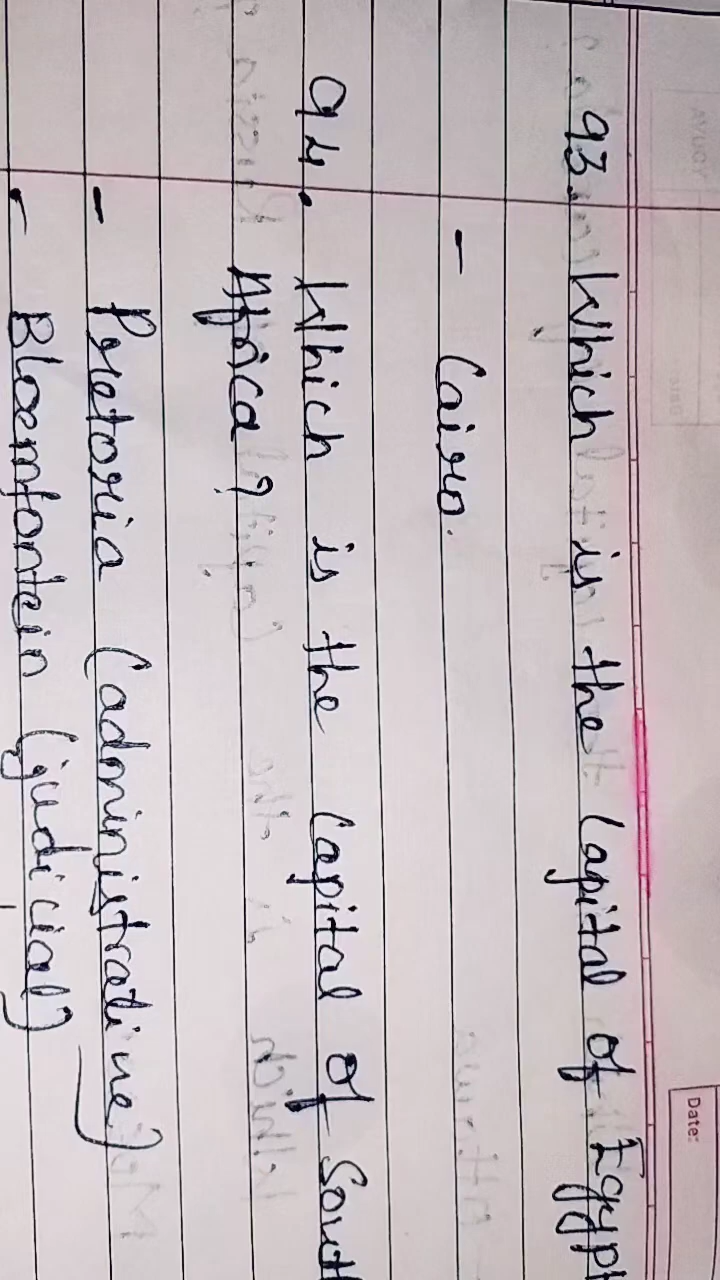 Date:
93. Which is the Capital of Egypt
- Cairo.
94. Which is the Capital of South
Africa?
- Pretoria (administrative)
- Bloemfontein (judicial)